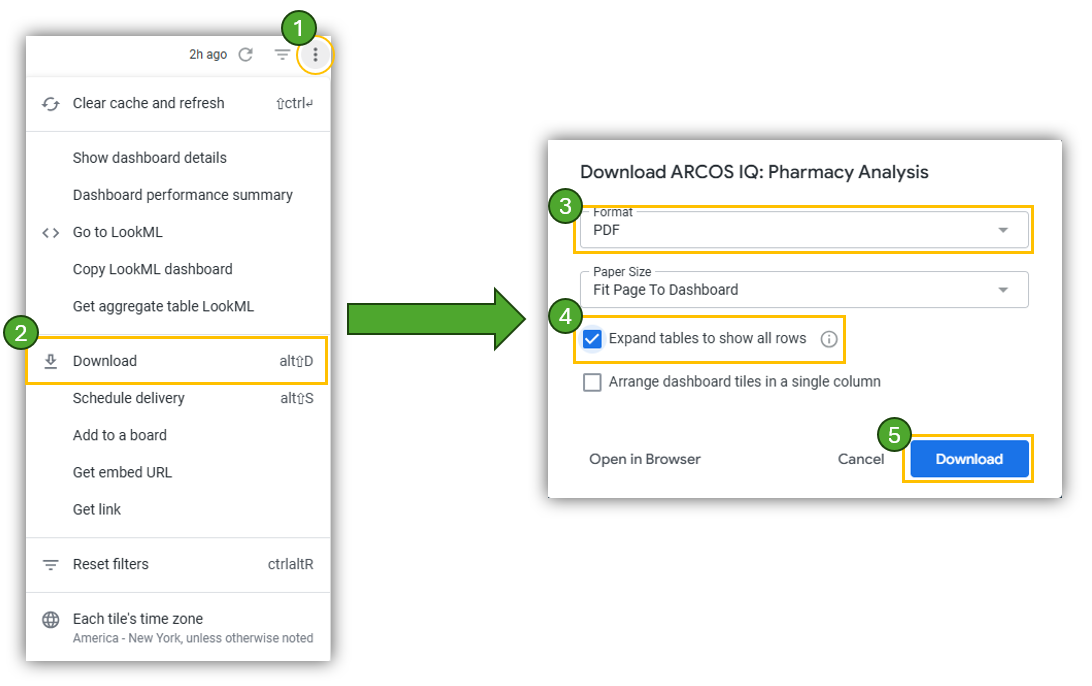 1
2h ago
Clear cache and refresh ⇧ctrl↵
Show dashboard details
Dashboard performance summary
Go to LookML
Copy LookML dashboard
Get aggregate table LookML
2
Download alt⇧D
Schedule delivery alt⇧S
Add to a board
Get embed URL
Get link
Reset filters ctrlaltR
Each tile's time zone
America - New York, unless otherwise noted
Download ARCOS IQ: Pharmacy Analysis
3
Format
PDF
Paper Size
Fit Page To Dashboard
4
Expand tables to show all rows
Arrange dashboard tiles in a single column
5
Open in Browser Cancel Download